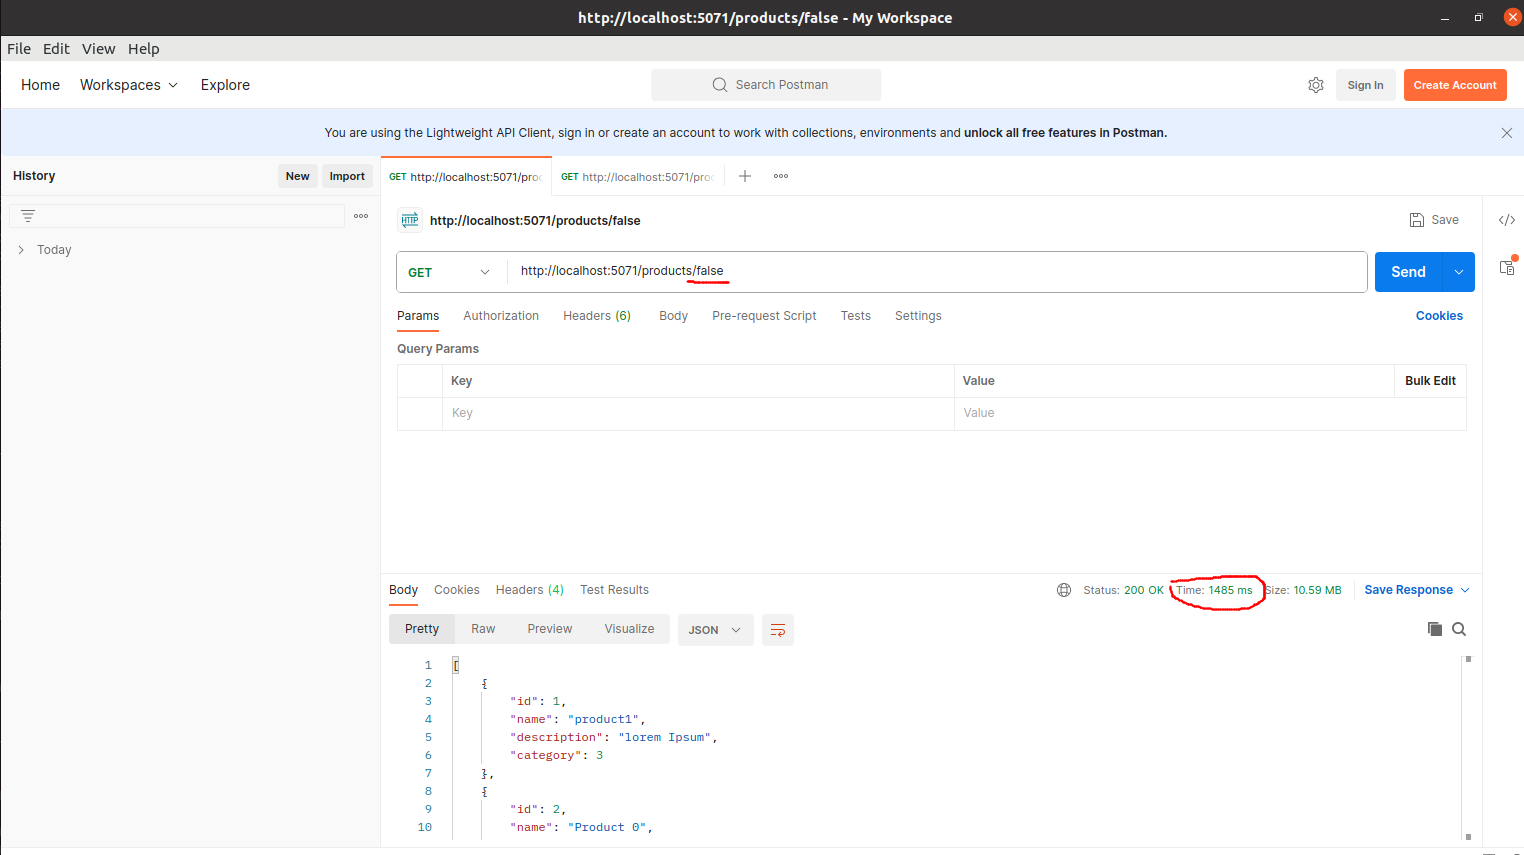 http://localhost:5071/products/false - My Workspace
File Edit View Help
Home Workspaces Explore
Search Postman
Sign In
Create Account
You are using the Lightweight API Client, sign in or create an account to work with collections, environments and unlock all free features in Postman.
History
New Import
GET http://localhost:5071/pro
GET http://localhost:5071/pro
Today
HTTP http://localhost:5071/products/false
Save
GET http://localhost:5071/products/false
Send
Params Authorization Headers (6) Body Pre-request Script Tests Settings
Cookies
Query Params
Key Value Bulk Edit
Key Value
Body Cookies Headers (4) Test Results
Status: 200 OK Time: 1485 ms Size: 10.59 MB Save Response
Pretty Raw Preview Visualize JSON
1 [
2 {
3 "id": 1,
4 "name": "product1",
5 "description": "lorem Ipsum",
6 "category": 3
7 },
8 {
9 "id": 2,
10 "name": "Product 0",